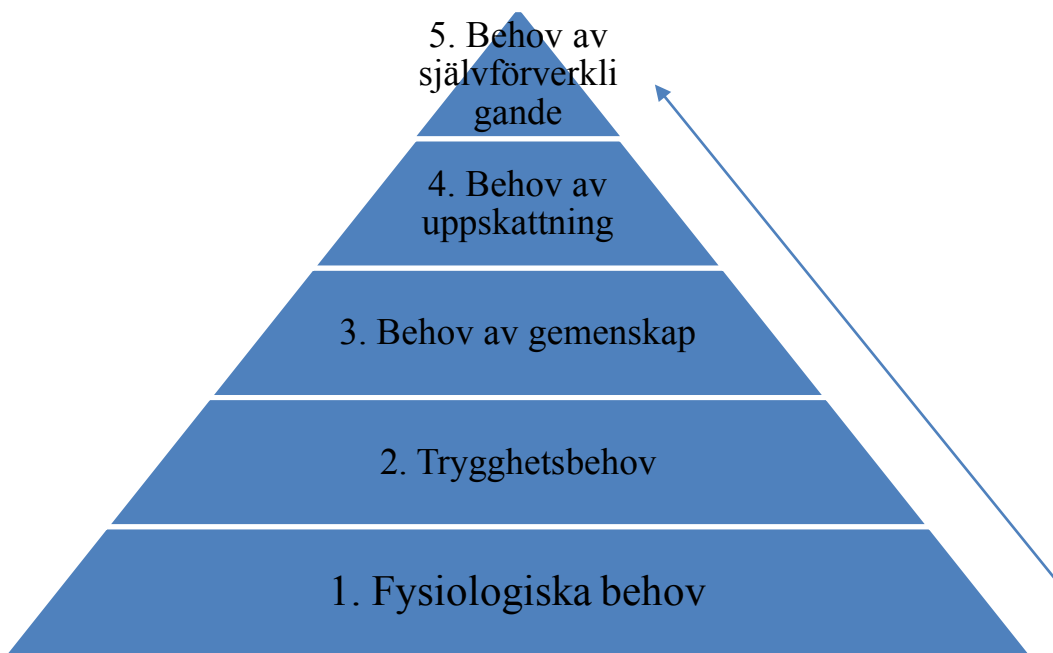 5. Behov av
självförverkli
gande
4. Behov av
uppskattning
3. Behov av gemenskap
2. Trygghetsbehov
1. Fysiologiska behov